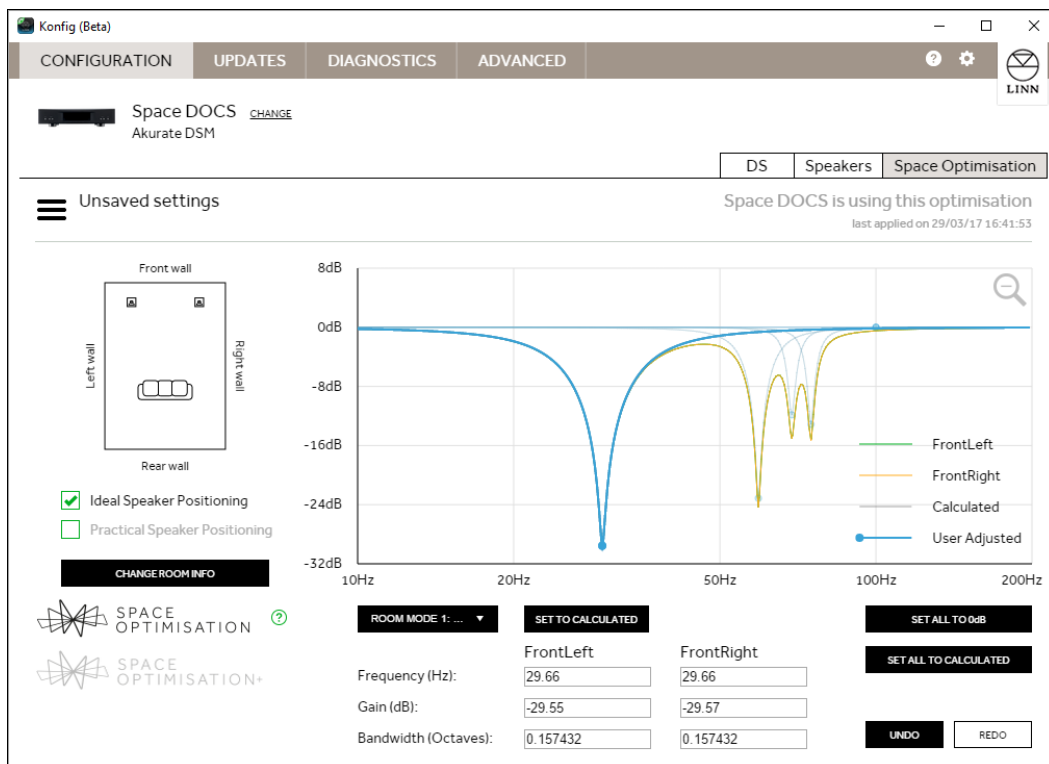 Konfig (Beta)
CONFIGURATION UPDATES DIAGNOSTICS ADVANCED ?
LINN
Space DOCS CHANGE
Akurate DSM
DS Speakers Space Optimisation
Unsaved settings
Space DOCS is using this optimisation
last applied on 29/03/17 16:41:53
Front wall
Left wall
Right wall
Rear wall
Ideal Speaker Positioning
Practical Speaker Positioning
CHANGE ROOM INFO
SPACE
OPTIMISATION ?
SPACE
OPTIMISATION+
8dB
0dB
-8dB
-16dB
-24dB
-32dB
10Hz 20Hz 50Hz 100Hz 200Hz
FrontLeft
FrontRight
Calculated
User Adjusted
ROOM MODE 1: ... SET TO CALCULATED SET ALL TO 0dB
SET ALL TO CALCULATED
FrontLeft FrontRight
Frequency (Hz): 29.66 29.66
Gain (dB): -29.55 -29.57
Bandwidth (Octaves): 0.157432 0.157432
UNDO REDO